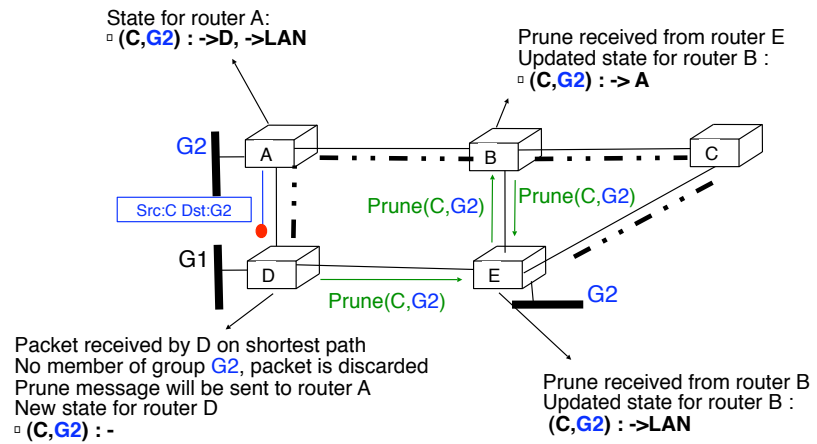 State for router A:
▫ (C,G2) : ->D, ->LAN
Prune received from router E
Updated state for router B :
▫ (C,G2) : -> A
G2
A
B
C
Src:C Dst:G2
Prune(C,G2)
Prune(C,G2)
G1
D
E
Prune(C,G2)
G2
Packet received by D on shortest path
No member of group G2, packet is discarded
Prune message will be sent to router A
New state for router D
▫ (C,G2) : -
Prune received from router B
Updated state for router B :
(C,G2) : ->LAN